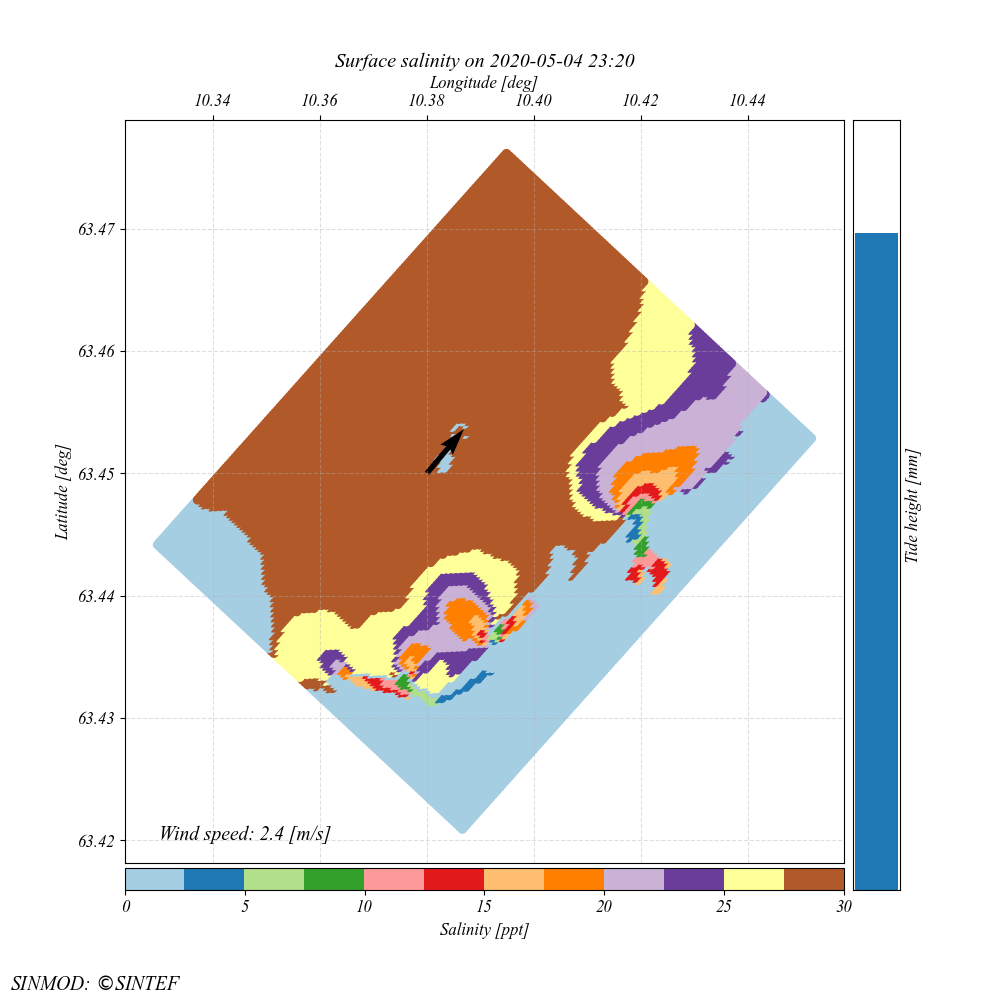 Surface salinity on 2020-05-04 23:20
Longitude [deg]
10.34 10.36 10.38 10.40 10.42 10.44
63.47
63.46
63.45
63.44
63.43
63.42
Latitude [deg]
Tide height [mm]
Wind speed: 2.4 [m/s]
0 5 10 15 20 25 30
Salinity [ppt]
SINMOD: ©SINTEF